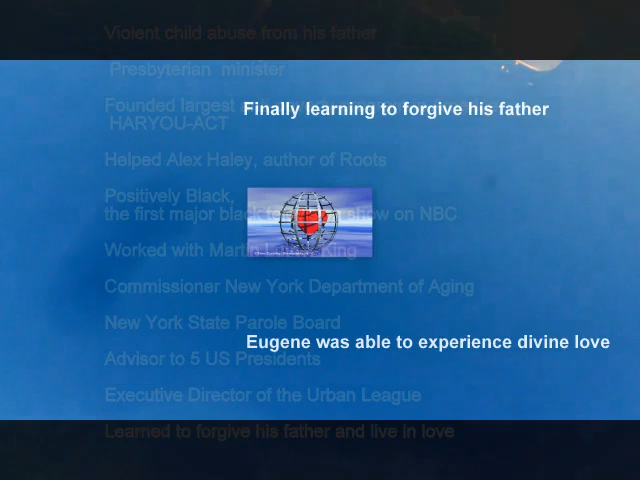 Violent child abuse from his father
Presbyterian minister
Founded largest
Finally learning to forgive his father
HARYOU-ACT
Helped Alex Haley, author of Roots
Positively Black,
the first major black show on NBC
Worked with Martin Luther King
Commissioner New York Department of Aging
New York State Parole Board
Eugene was able to experience divine love
Advisor to 5 US Presidents
Executive Director of the Urban League
Learned to forgive his father and live in love